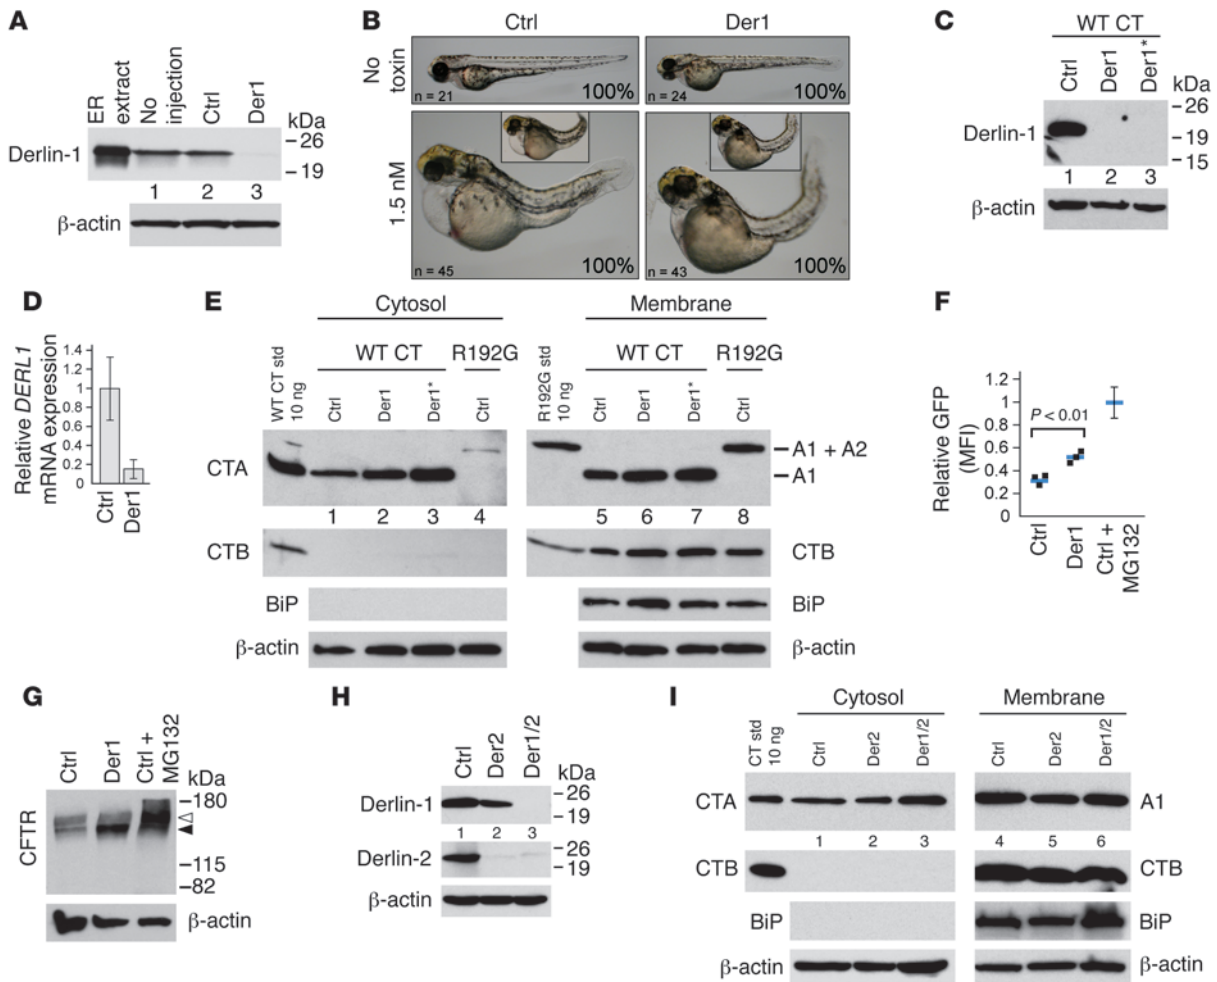 A
ER extract
No injection
Ctrl
Der1
kDa
Derlin-1
26
19
1 2 3
β-actin
B
Ctrl Der1
No toxin
n = 21 100%
n = 24 100%
1.5 nM
n = 45 100%
n = 43 100%
C
WT CT
Ctrl
Der1
Der1*
kDa
Derlin-1
26
19
15
1 2 3
β-actin
D
Relative DERL1 mRNA expression
1.4
1.2
1
0.8
0.6
0.4
0.2
0
Ctrl
Der1
E
Cytosol Membrane
WT CT R192G WT CT R192G
WT CT std 10 ng
Ctrl
Der1
Der1*
Ctrl
R192G std 10 ng
Ctrl
Der1
Der1*
Ctrl
CTA
A1 + A2
A1
1 2 3 4 5 6 7 8
CTB CTB
BiP BiP
β-actin β-actin
F
Relative GFP (MFI)
1.2
1
0.8
0.6
0.4
0.2
0
P < 0.01
Ctrl
Der1
Ctrl + MG132
G
Ctrl
Der1
Ctrl + MG132
kDa
CFTR
180
115
82
β-actin
H
Ctrl
Der2
Der1/2
kDa
Derlin-1
26
19
1 2 3
Derlin-2
26
19
β-actin
I
Cytosol Membrane
CT std 10 ng
Ctrl
Der2
Der1/2
Ctrl
Der2
Der1/2
CTA A1
1 2 3 4 5 6
CTB CTB
BiP BiP
β-actin β-actin